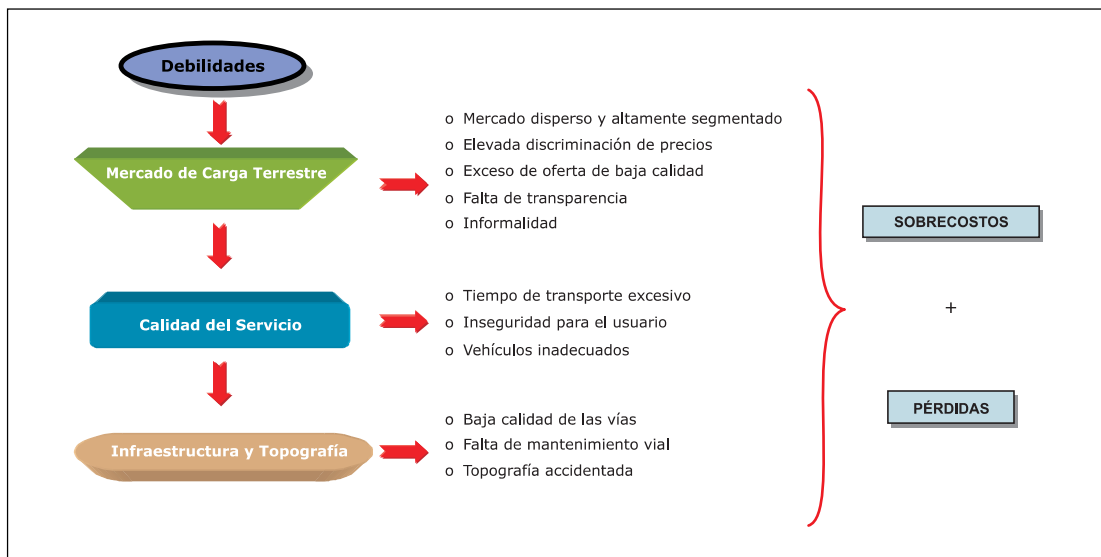 Debilidades
Mercado de Carga Terrestre
o Mercado disperso y altamente segmentado
o Elevada discriminación de precios
o Exceso de oferta de baja calidad
o Falta de transparencia
o Informalidad
Calidad del Servicio
o Tiempo de transporte excesivo
o Inseguridad para el usuario
o Vehículos inadecuados
Infraestructura y Topografía
o Baja calidad de las vías
o Falta de mantenimiento vial
o Topografía accidentada
SOBRECOSTOS
+
PÉRDIDAS